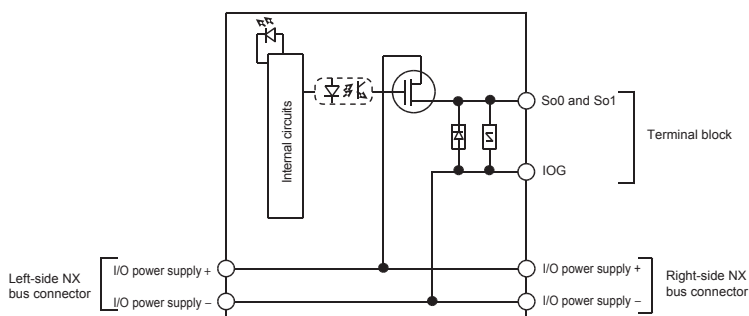 Internal circuits
So0 and So1
Terminal block
IOG
Left-side NX
bus connector
I/O power supply +
I/O power supply –
I/O power supply +
I/O power supply –
Right-side NX
bus connector